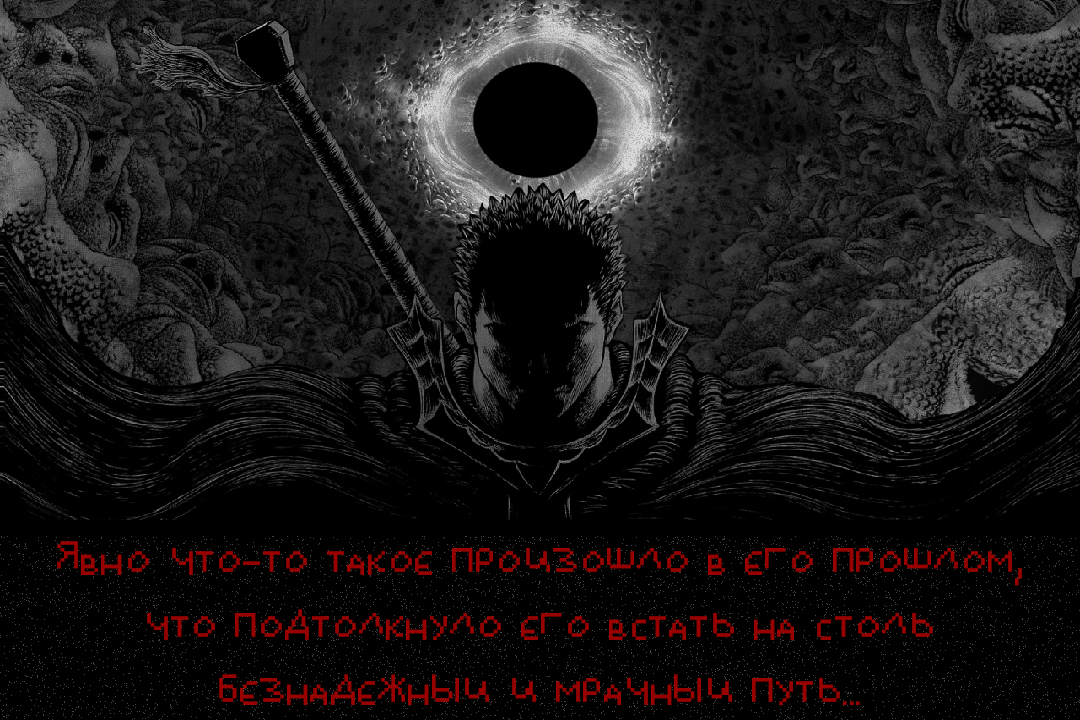 Явно что-то такое произошло в его прошлом,
что подтолкнуло его встать на столь
безнадежный и мрачный путь...